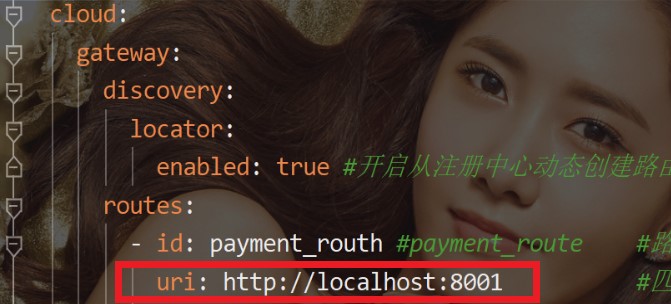 cloud:
gateway:
discovery:
locator:
enabled: true #开启从注册中心动态创建路由
routes:
- id: payment_routh #payment_route #路
uri: http://localhost:8001 #匹